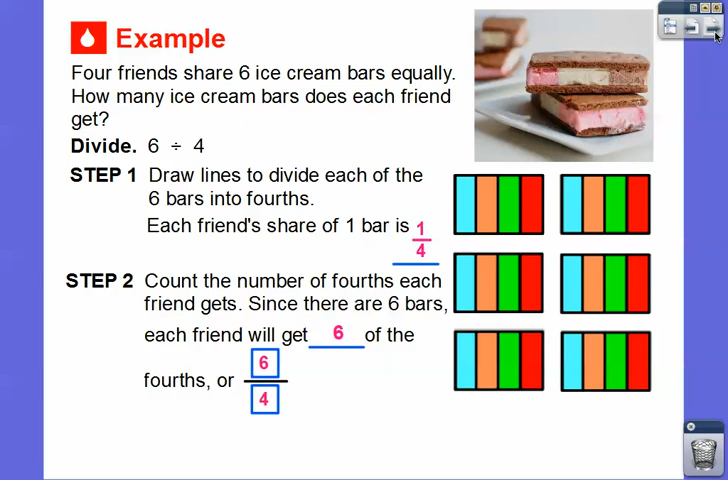 Example
Four friends share 6 ice cream bars equally.
How many ice cream bars does each friend
get?
Divide. 6 ÷ 4
STEP 1 Draw lines to divide each of the
6 bars into fourths.
Each friend's share of 1 bar is 1/4
STEP 2 Count the number of fourths each
friend gets. Since there are 6 bars,
each friend will get 6 of the
fourths, or 6/4